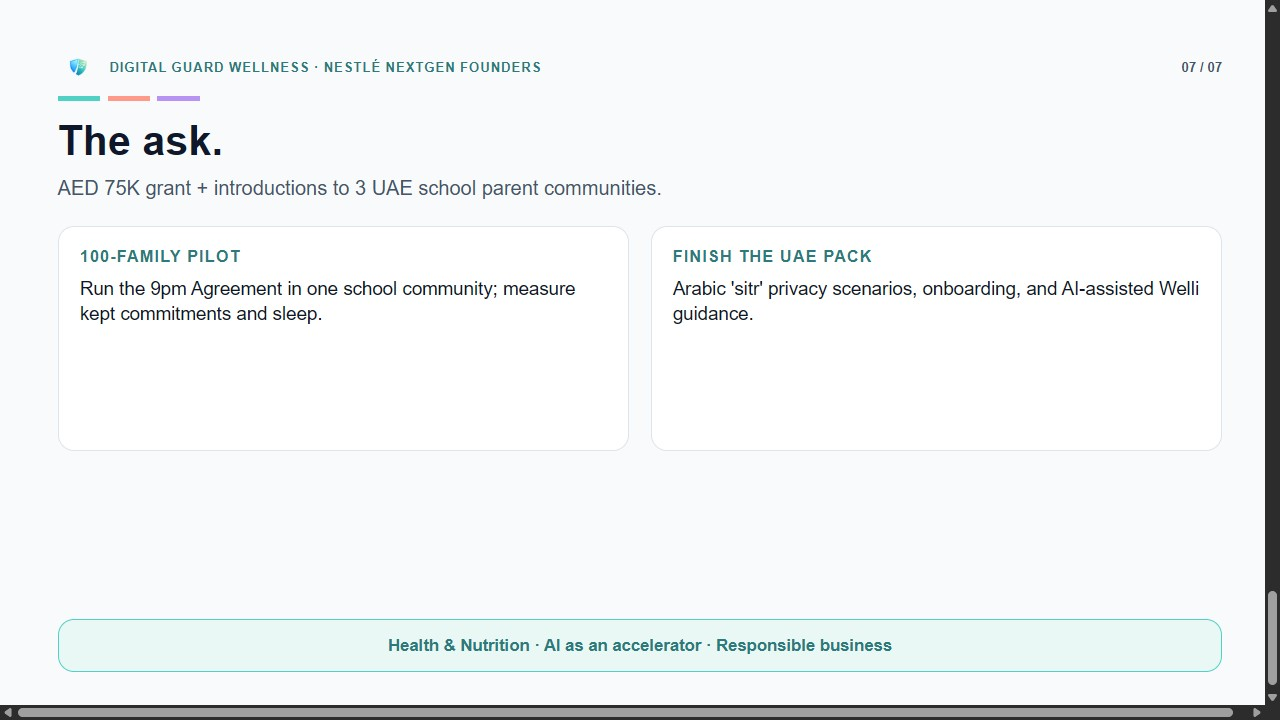 DIGITAL GUARD WELLNESS · NESTLÉ NEXTGEN FOUNDERS
07 / 07
The ask.
AED 75K grant + introductions to 3 UAE school parent communities.
100-FAMILY PILOT
Run the 9pm Agreement in one school community; measure
kept commitments and sleep.
FINISH THE UAE PACK
Arabic 'sitr' privacy scenarios, onboarding, and AI-assisted Welli
guidance.
Health & Nutrition · AI as an accelerator · Responsible business